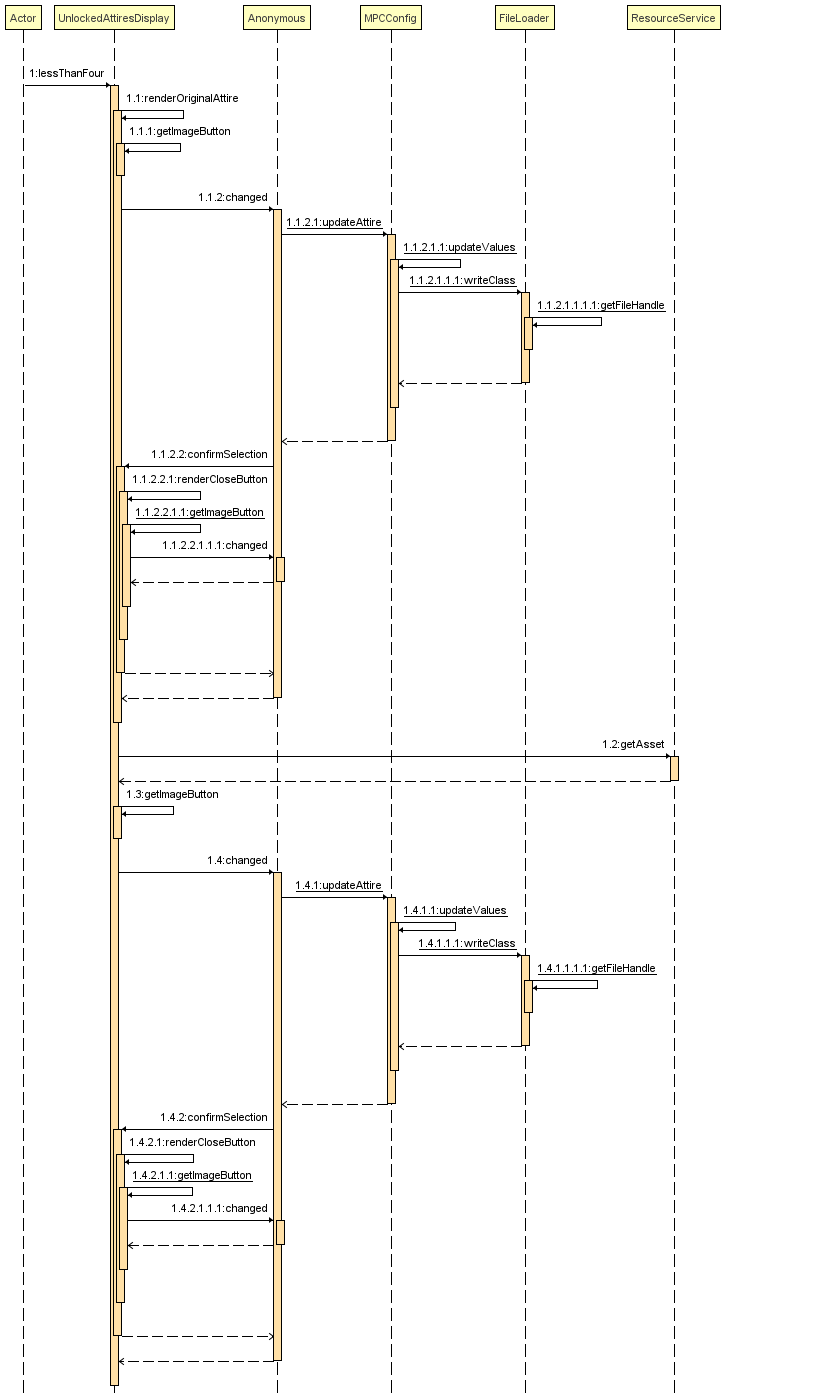 Actor
UnlockedAttiresDisplay
Anonymous
MPCConfig
FileLoader
ResourceService
1:lessThanFour
1.1:renderOriginalAttire
1.1.1:getImageButton
1.1.2:changed
1.1.2.1:updateAttire
1.1.2.1.1:updateValues
1.1.2.1.1.1:writeClass
1.1.2.1.1.1.1:getFileHandle
1.1.2.2:confirmSelection
1.1.2.2.1:renderCloseButton
1.1.2.2.1.1:getImageButton
1.1.2.2.1.1.1:changed
1.2:getAsset
1.3:getImageButton
1.4:changed
1.4.1:updateAttire
1.4.1.1:updateValues
1.4.1.1.1:writeClass
1.4.1.1.1.1:getFileHandle
1.4.2:confirmSelection
1.4.2.1:renderCloseButton
1.4.2.1.1:getImageButton
1.4.2.1.1.1:changed